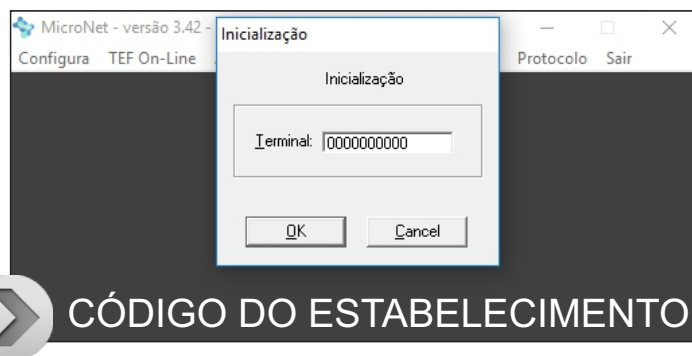 MicroNet - versão 3.42 -
Inicialização
Configura TEF On-Line
Protocolo Sair
Inicialização
Terminal: 0000000000
OK Cancel
CÓDIGO DO ESTABELECIMENTO